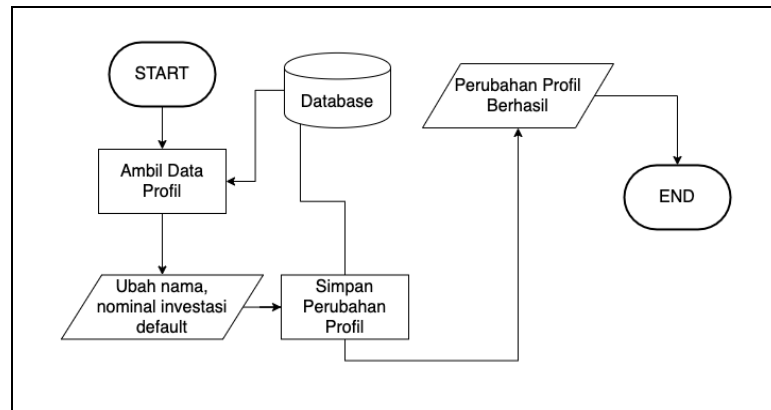 START
Ambil Data
Profil
Ubah nama,
nominal investasi
default
Simpan
Perubahan
Profil
Database
Perubahan Profil
Berhasil
END